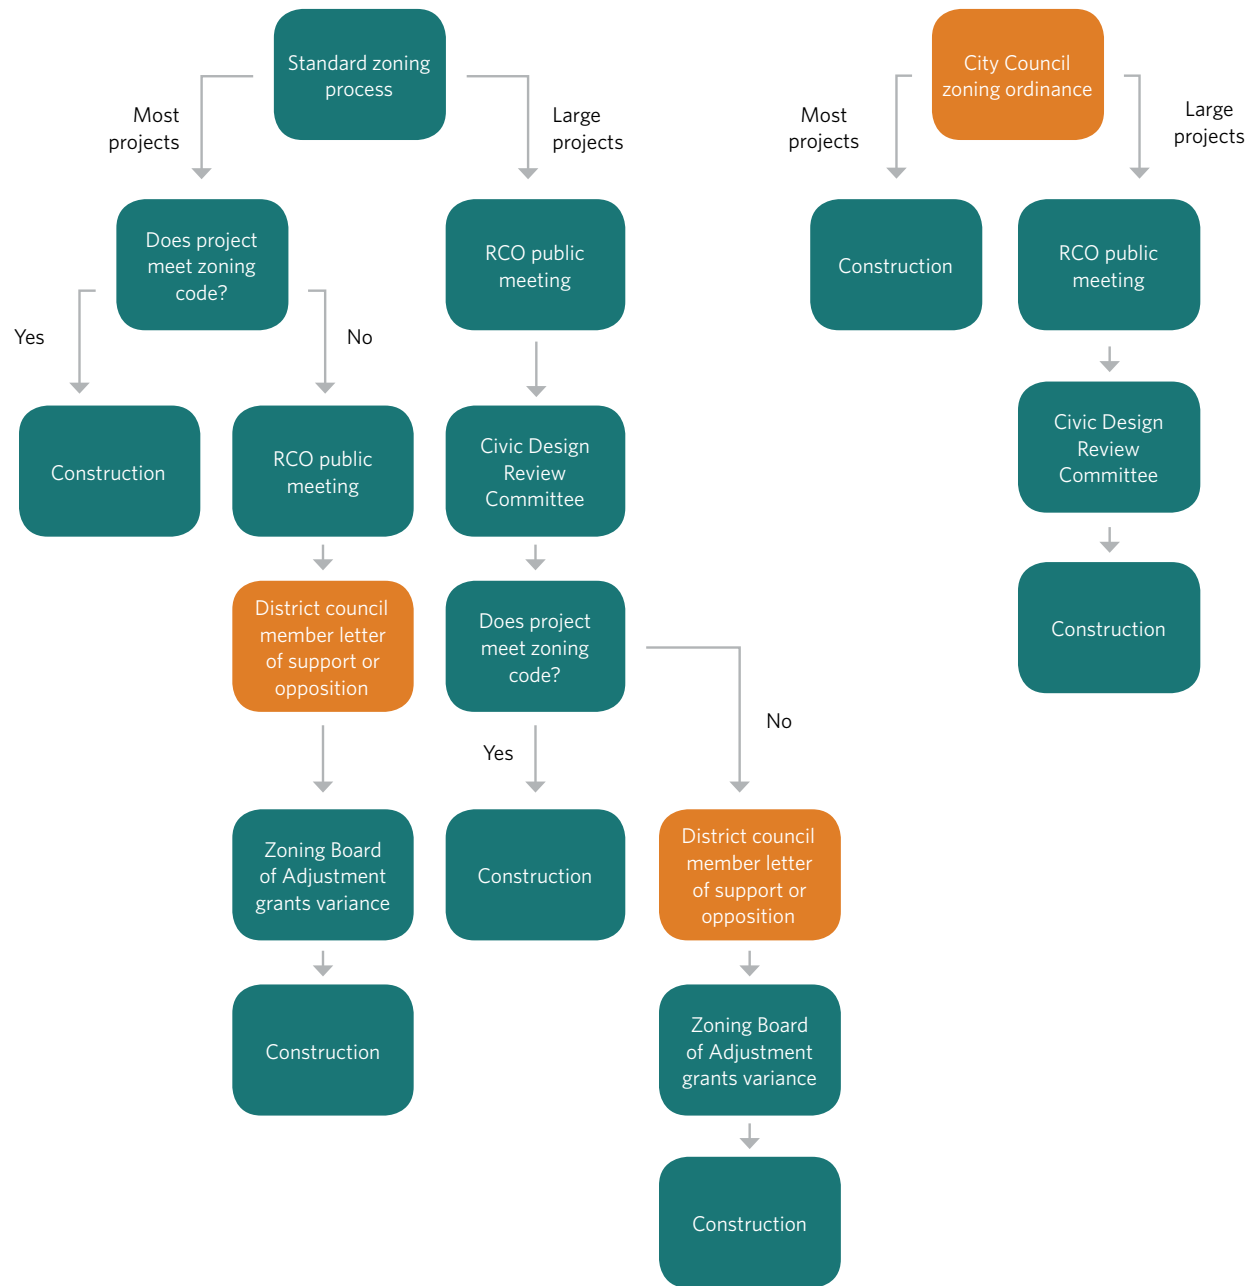 Standard zoning
process
City Council
zoning ordinance
Most
projects
Large
projects
Most
projects
Large
projects
Does project
meet zoning
code?
RCO public
meeting
Construction
RCO public
meeting
Yes
No
Construction
RCO public
meeting
Civic Design
Review
Committee
Civic Design
Review
Committee
District council
member letter
of support or
opposition
Does project
meet zoning
code?
Construction
Yes
No
Zoning Board
of Adjustment
grants variance
Construction
District council
member letter
of support or
opposition
Construction
Zoning Board
of Adjustment
grants variance
Construction